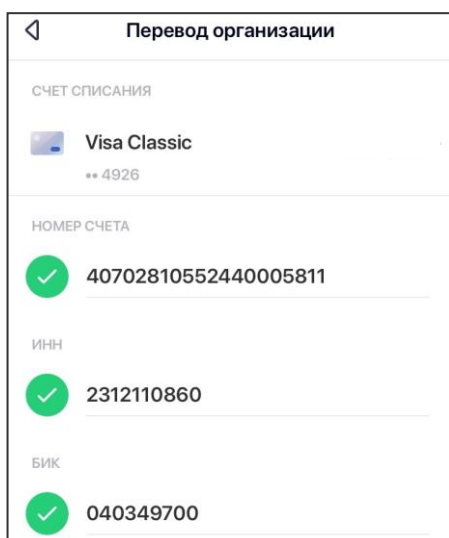 Перевод организации
СЧЕТ СПИСАНИЯ
Visa Classic
•• 4926
НОМЕР СЧЕТА
40702810552440005811
ИНН
2312110860
БИК
040349700